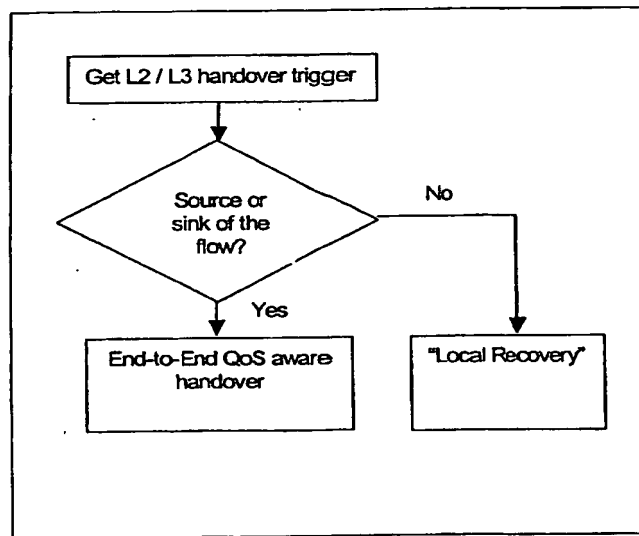 Get L2 / L3 handover trigger
Source or
sink of the
flow?
No
Yes
End-to-End QoS aware
handover
"Local Recovery"